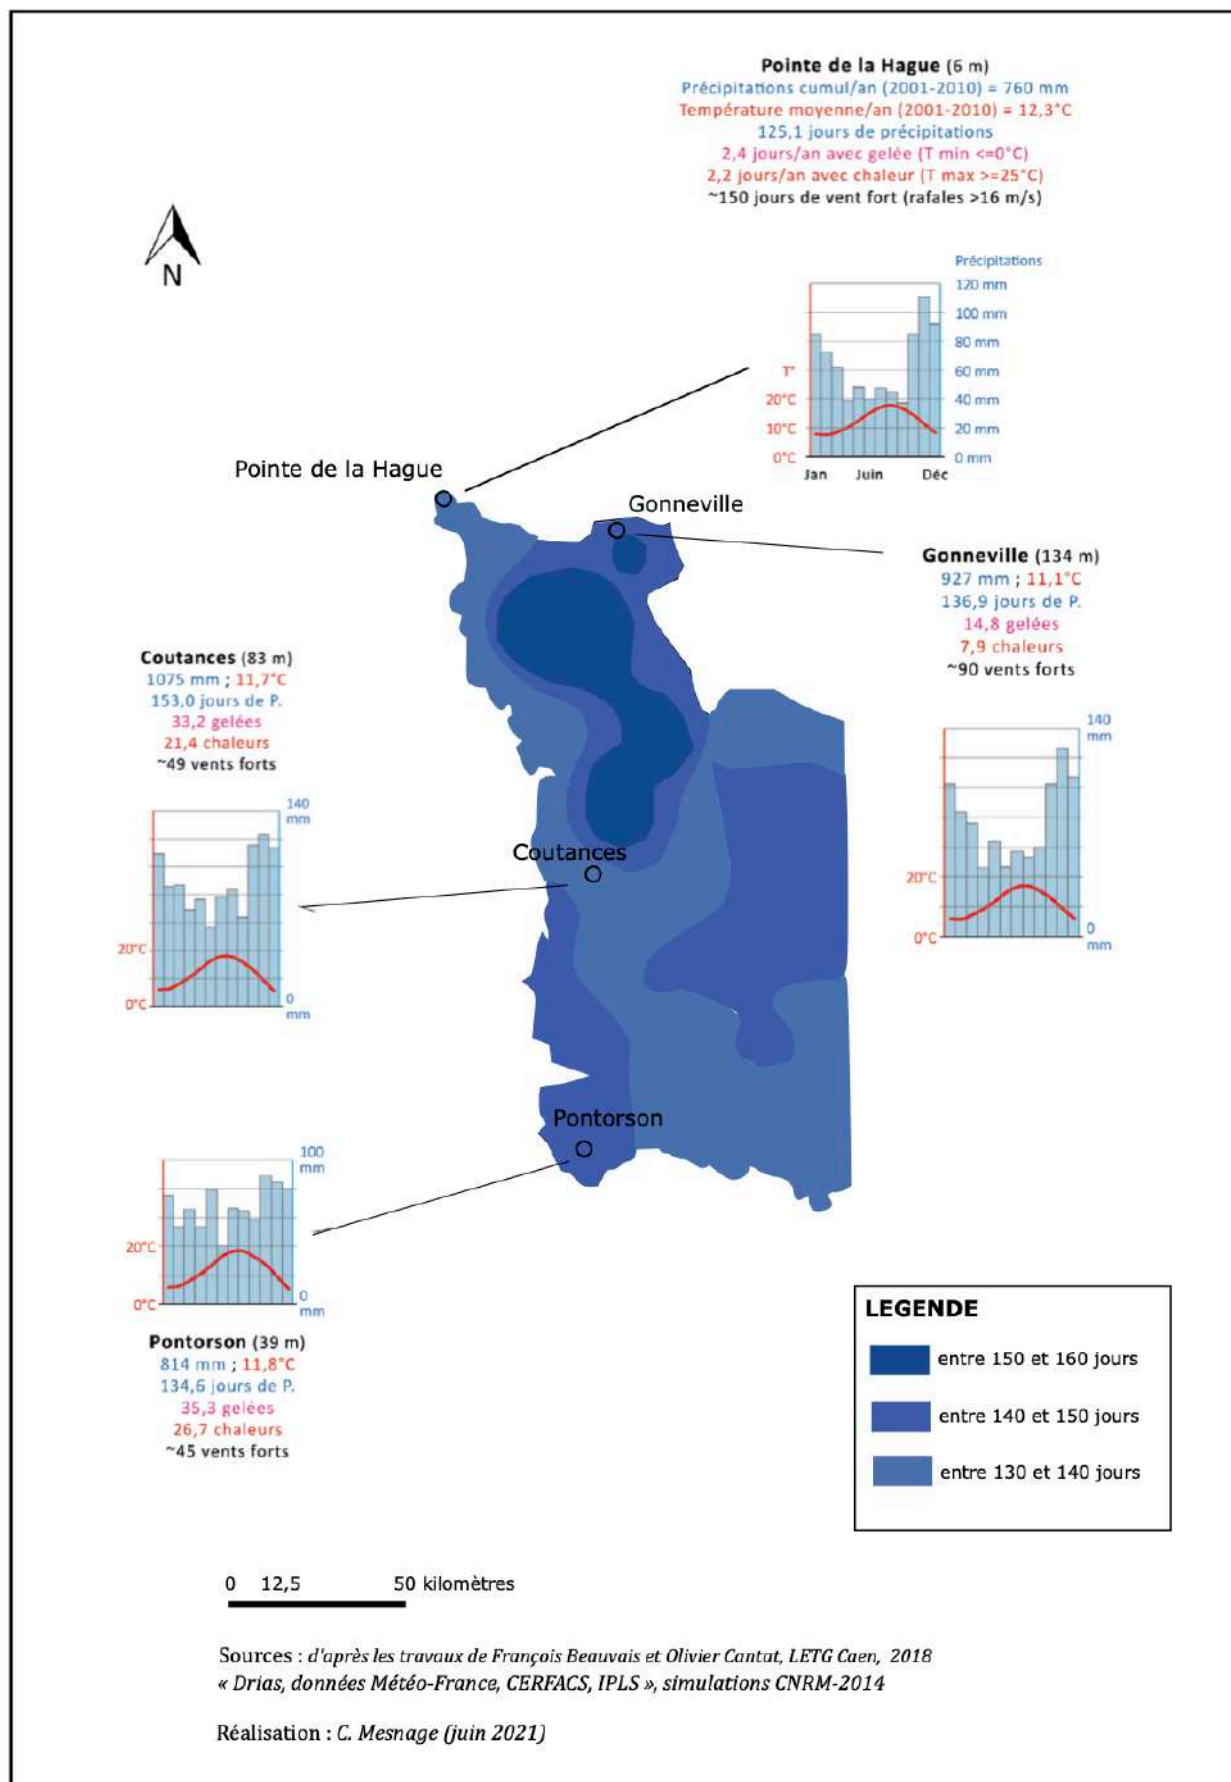 Pointe de la Hague (6 m)
Précipitations cumul/an (2001-2010) = 760 mm
Température moyenne/an (2001-2010) = 12,3°C
125,1 jours de précipitations
2,4 jours/an avec gelée (T min <=0°C)
2,2 jours/an avec chaleur (T max >=25°C)
~150 jours de vent fort (rafales >16 m/s)
N
Précipitations
120 mm
100 mm
80 mm
T° 60 mm
20°C 40 mm
10°C 20 mm
0°C 0 mm
Jan Juin Déc
Pointe de la Hague
Gonneville
Gonneville (134 m)
927 mm ; 11,1°C
136,9 jours de P.
14,8 gelées
7,9 chaleurs
~90 vents forts
140
mm
20°C
0°C
0
mm
Coutances (83 m)
1075 mm ; 11,7°C
153,0 jours de P.
33,2 gelées
21,4 chaleurs
~49 vents forts
140
mm
20°C
0°C
0
mm
Coutances
Pontorson
100
mm
20°C
0°C
0
mm
Pontorson (39 m)
814 mm ; 11,8°C
134,6 jours de P.
35,3 gelées
26,7 chaleurs
~45 vents forts
LEGENDE
entre 150 et 160 jours
entre 140 et 150 jours
entre 130 et 140 jours
0 12,5 50 kilomètres
Sources : d'après les travaux de François Beauvais et Olivier Cantat, LETG Caen, 2018
« Drias, données Météo-France, CERFACS, IPLS », simulations CNRM-2014
Réalisation : C. Mesnage (juin 2021)